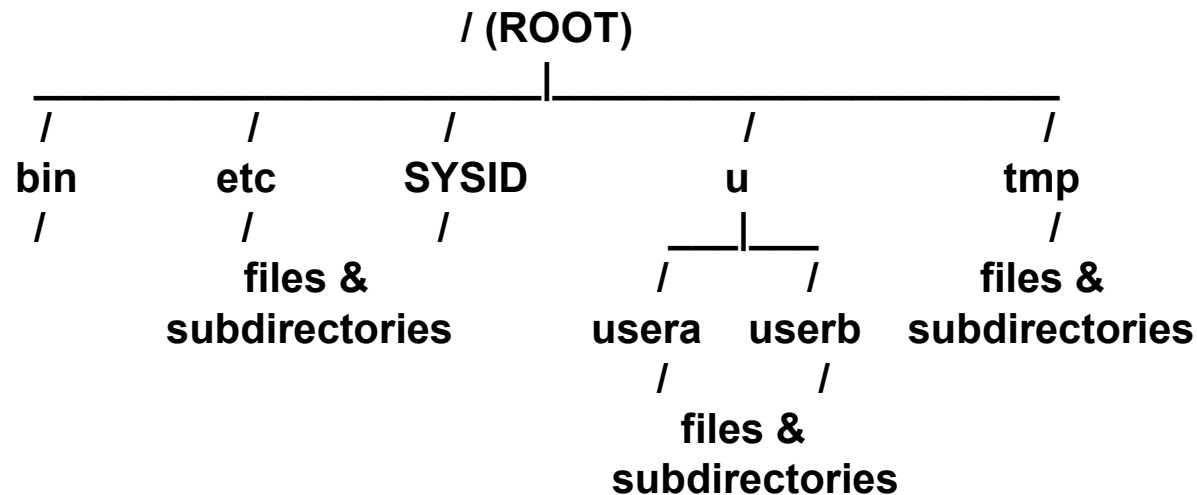 / (ROOT)
|
/ / / / /
bin etc SYSID u tmp
/ / / | /
files & / / files &
subdirectories usera userb subdirectories
/ /
files &
subdirectories